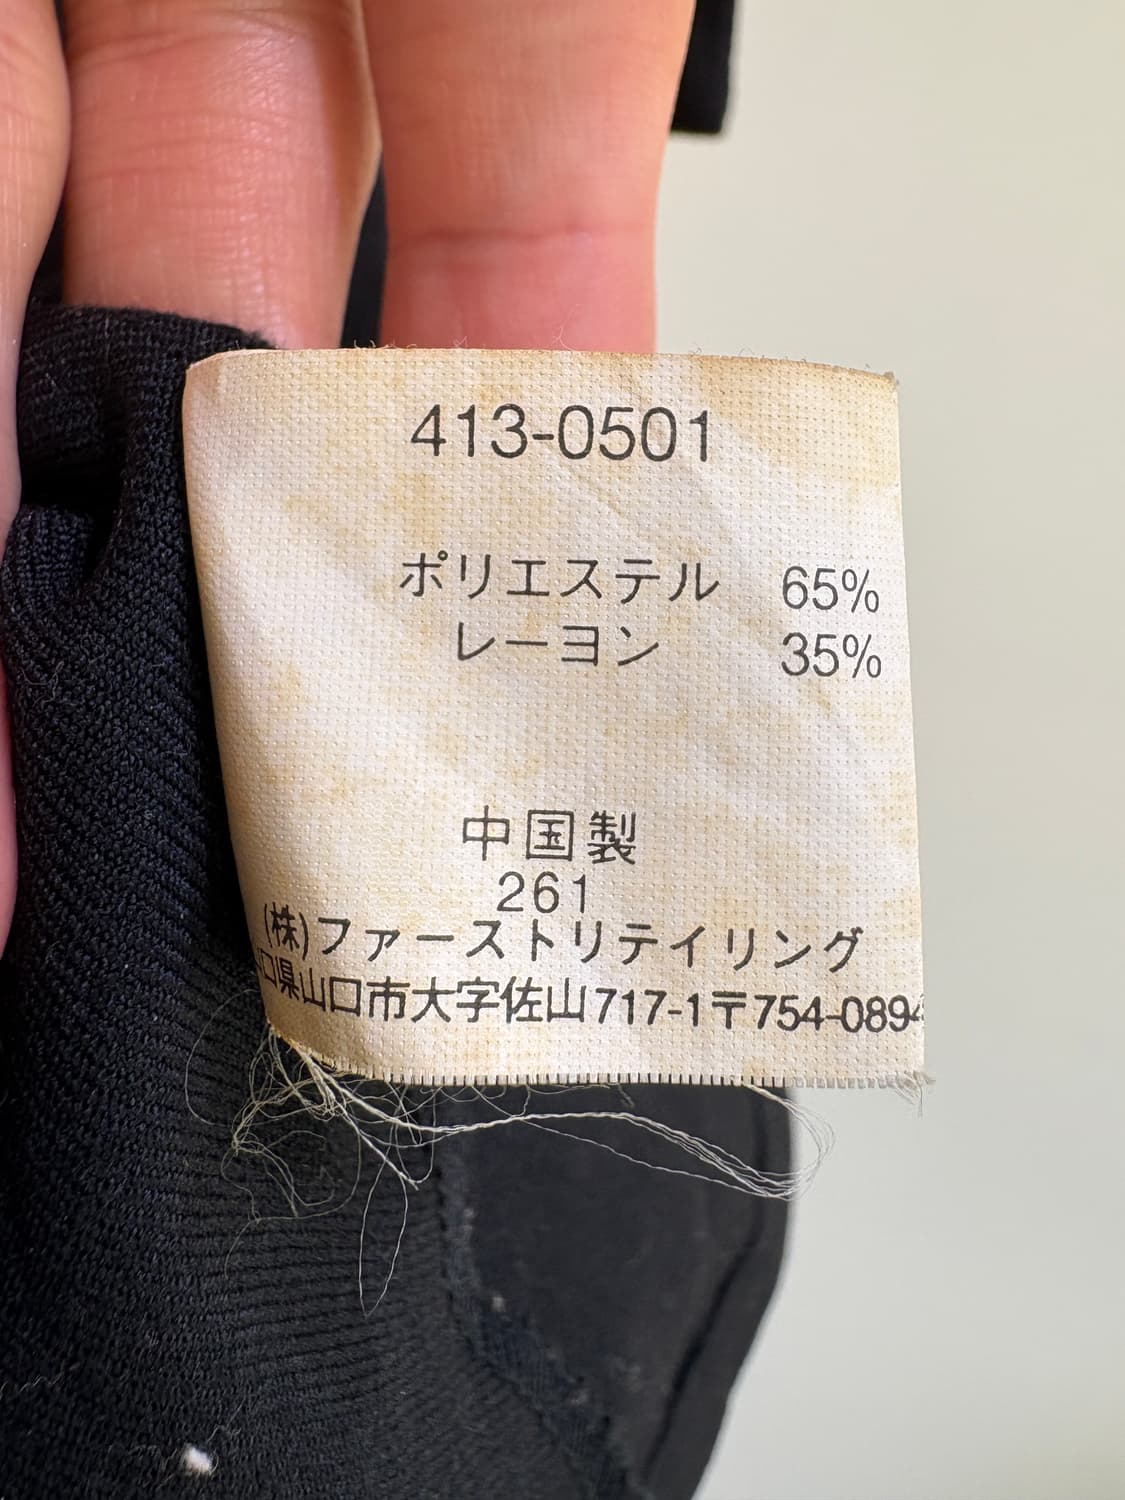 413-0501
ポリエステル 65%
レーヨン 35%
中国製
261
(株)ファーストリテイリング
口県山口市大字佐山717-1〒754-0894